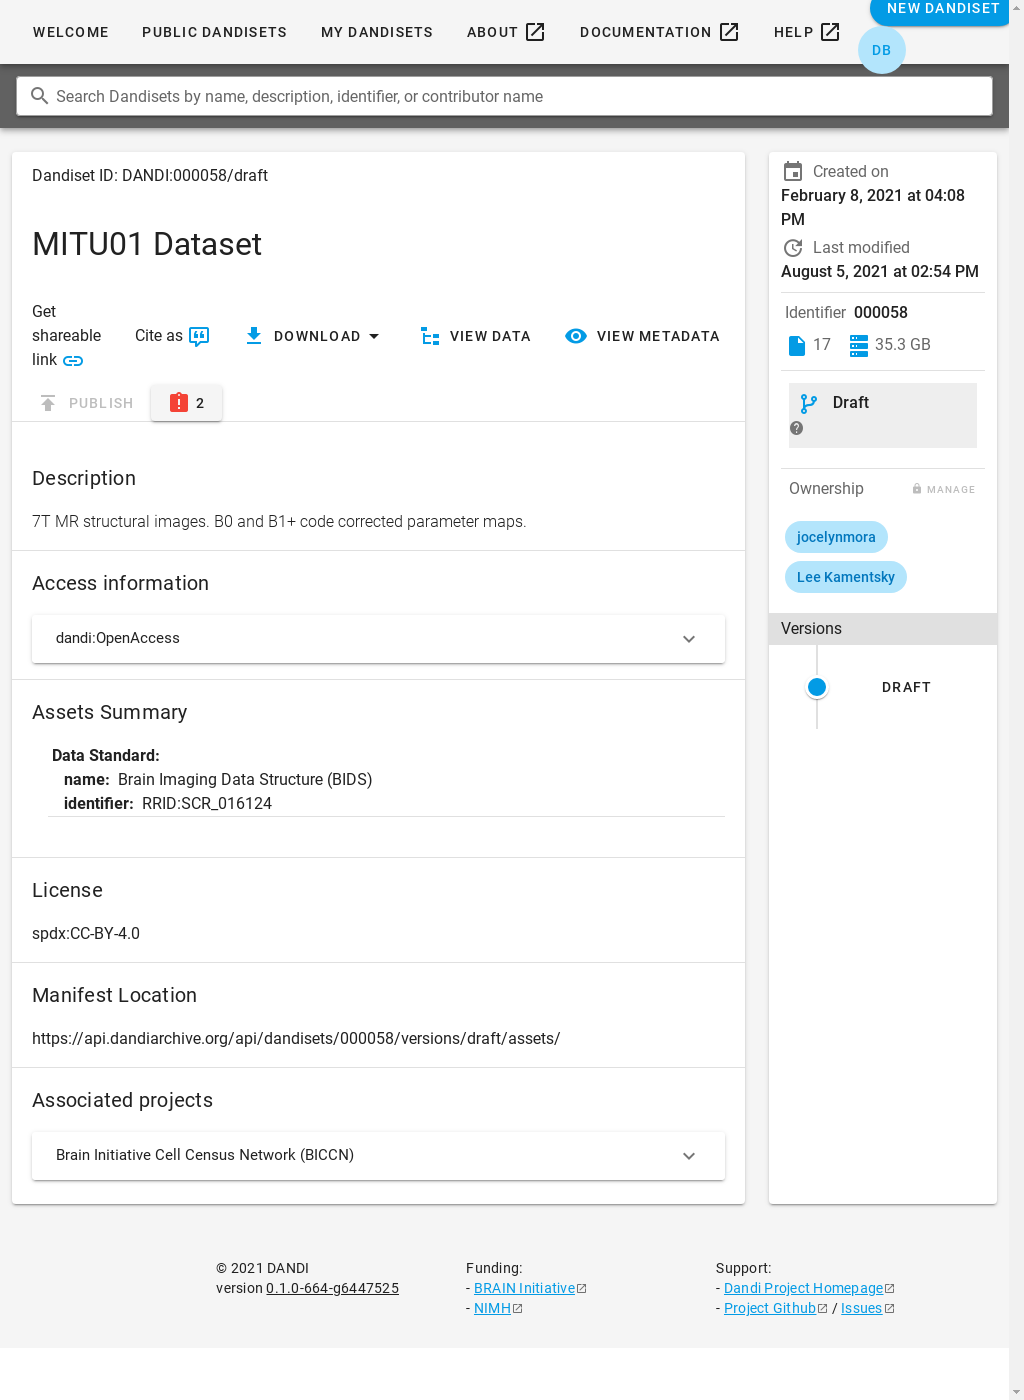 WELCOME PUBLIC DANDISETS MY DANDISETS ABOUT DOCUMENTATION HELP NEW DANDISET
DB
Search Dandisets by name, description, identifier, or contributor name
Dandiset ID: DANDI:000058/draft
MITU01 Dataset
Get
shareable
link
Cite as
DOWNLOAD
VIEW DATA
VIEW METADATA
PUBLISH
2
Description
7T MR structural images. B0 and B1+ code corrected parameter maps.
Access information
dandi:OpenAccess
Assets Summary
Data Standard:
name: Brain Imaging Data Structure (BIDS)
identifier: RRID:SCR_016124
License
spdx:CC-BY-4.0
Manifest Location
https://api.dandiarchive.org/api/dandisets/000058/versions/draft/assets/
Associated projects
Brain Initiative Cell Census Network (BICCN)
Created on
February 8, 2021 at 04:08
PM
Last modified
August 5, 2021 at 02:54 PM
Identifier 000058
17 35.3 GB
Draft
Ownership MANAGE
jocelynmora
Lee Kamentsky
Versions
DRAFT
© 2021 DANDI
version 0.1.0-664-g6447525
Funding:
- BRAIN Initiative
- NIMH
Support:
- Dandi Project Homepage
- Project Github / Issues